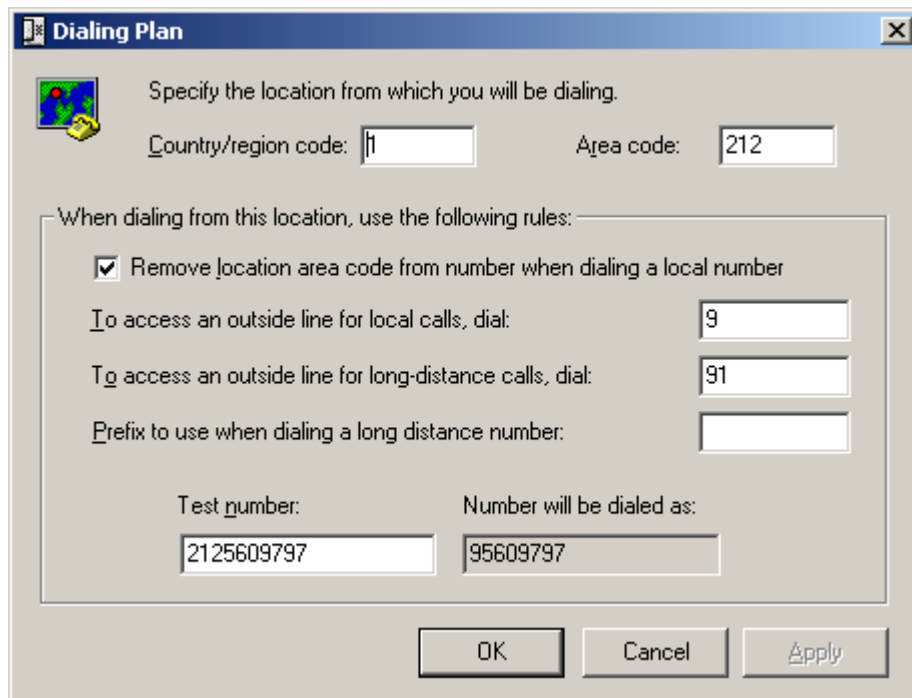 Dialing Plan
Specify the location from which you will be dialing.
Country/region code: 1 Area code: 212
When dialing from this location, use the following rules:
Remove location area code from number when dialing a local number
To access an outside line for local calls, dial: 9
To access an outside line for long-distance calls, dial: 91
Prefix to use when dialing a long distance number:
Test number: Number will be dialed as:
2125609797 95609797
OK Cancel Apply